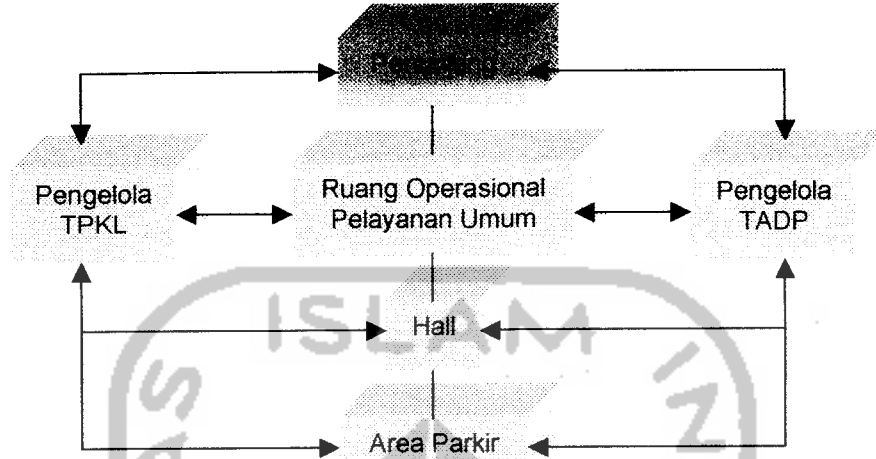 Pengelola
TPKL
Ruang Operasional
Pelayanan Umum
Pengelola
TADP
ISLAM
Hall
Area Parkir